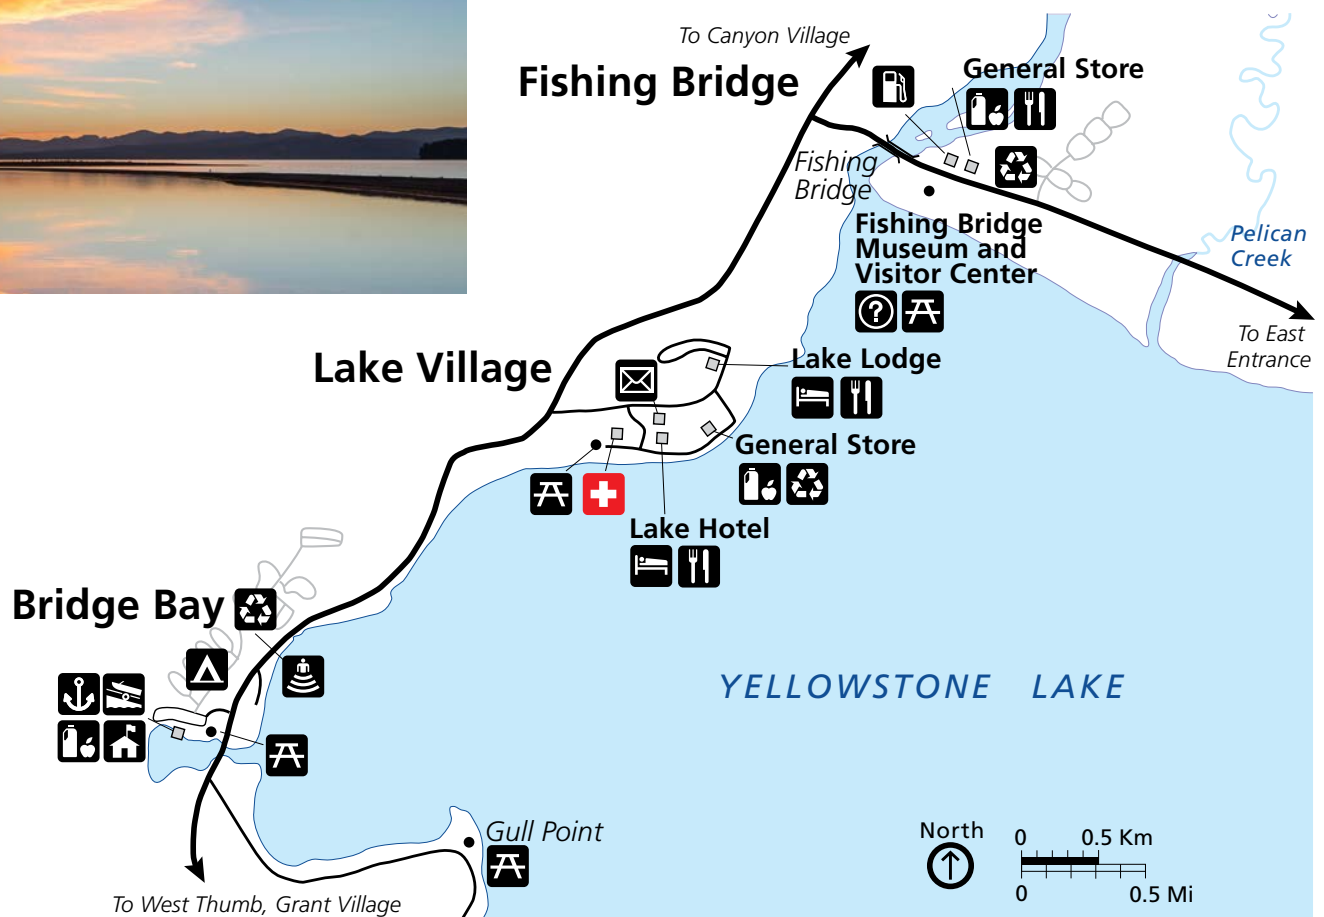 To Canyon Village
Fishing Bridge
General Store
Fishing
Bridge
Fishing Bridge
Museum and
Visitor Center
?
Pelican
Creek
To East
Entrance
Lake Village
Lake Lodge
General Store
Lake Hotel
Bridge Bay
YELLOWSTONE LAKE
Gull Point
North
0 0.5 Km
0 0.5 Mi
To West Thumb, Grant Village